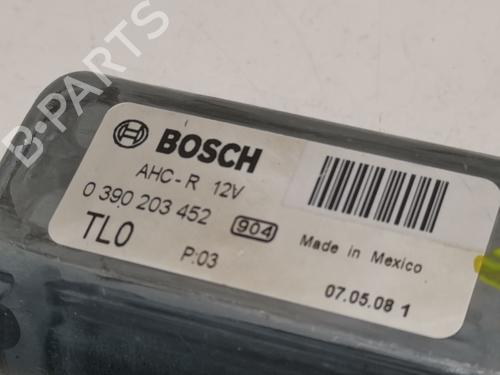 B-PARTS
BOSCH
AHC-R 12V
0 390 203 452 904
TL0
P:03
Made in Mexico
07.05.08 1